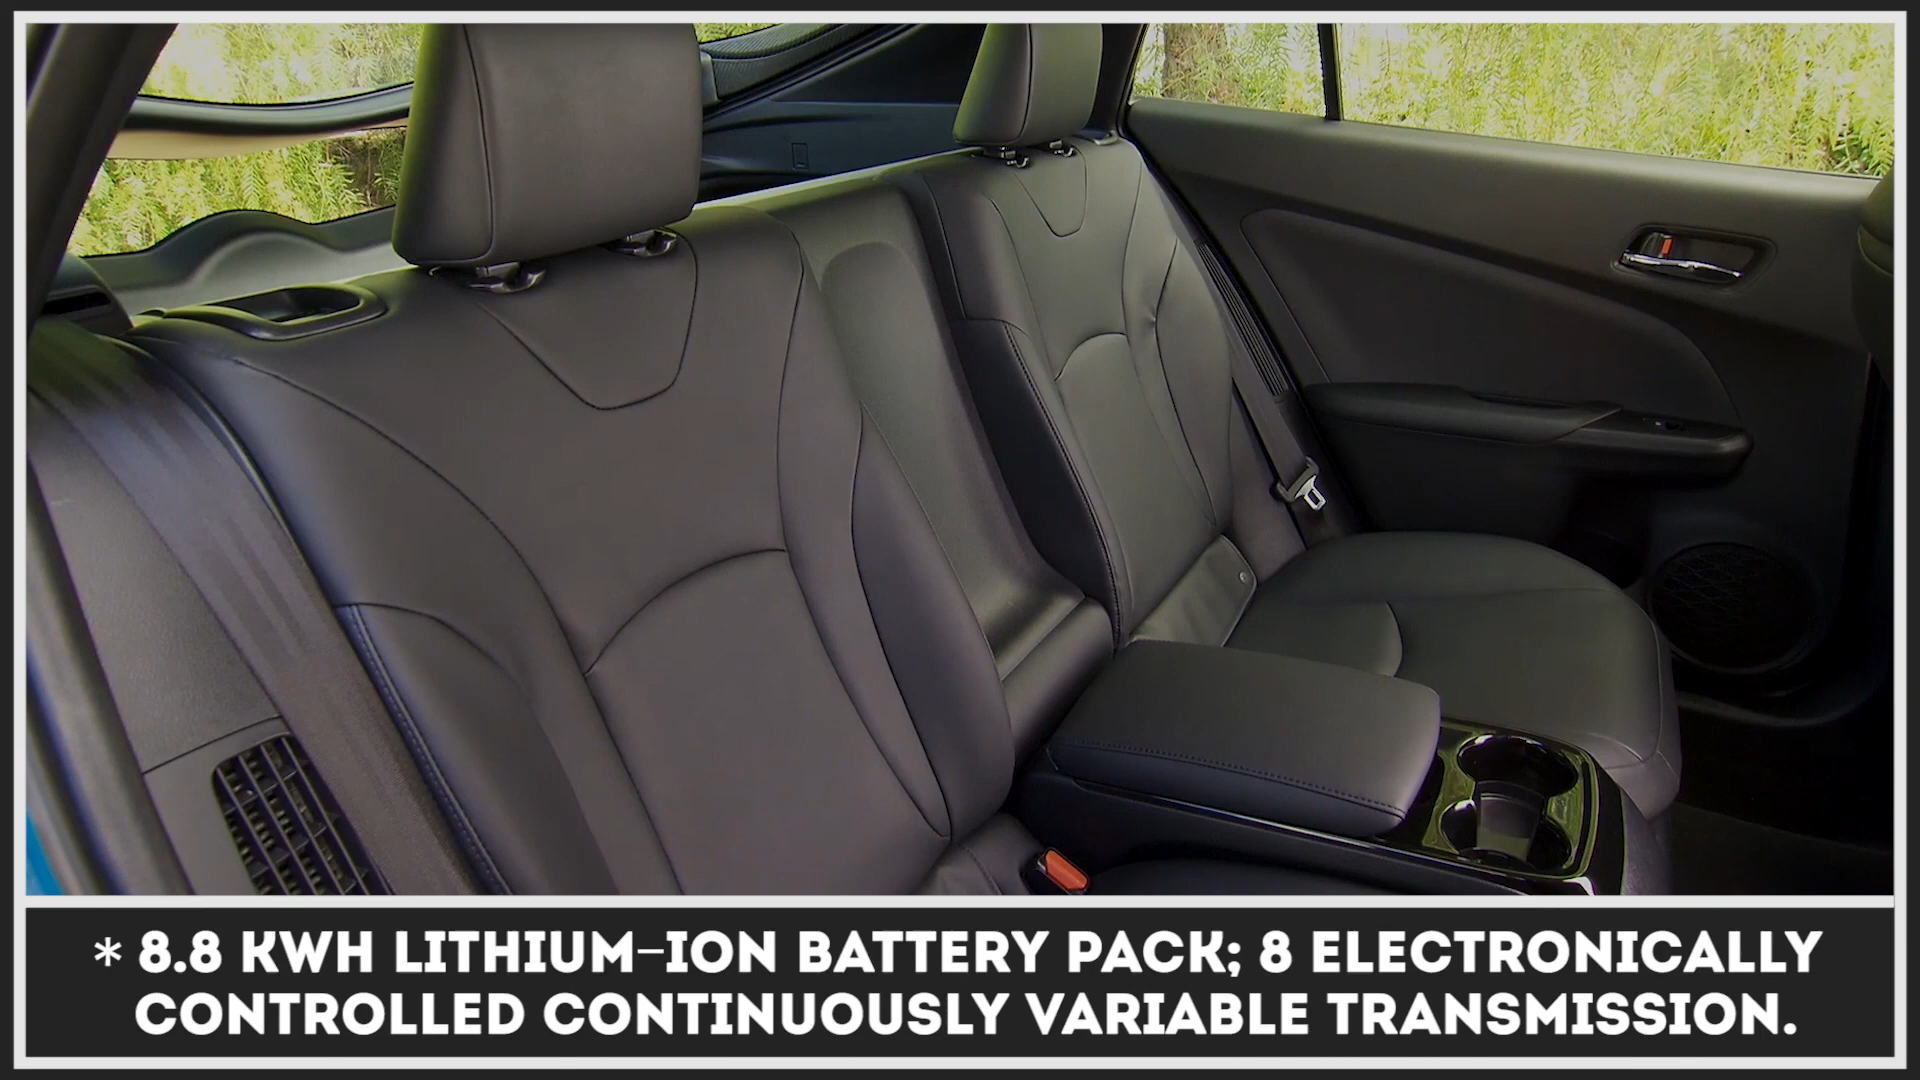 * 8.8 KWH LITHIUM-ION BATTERY PACK; 8 ELECTRONICALLY
CONTROLLED CONTINUOUSLY VARIABLE TRANSMISSION.